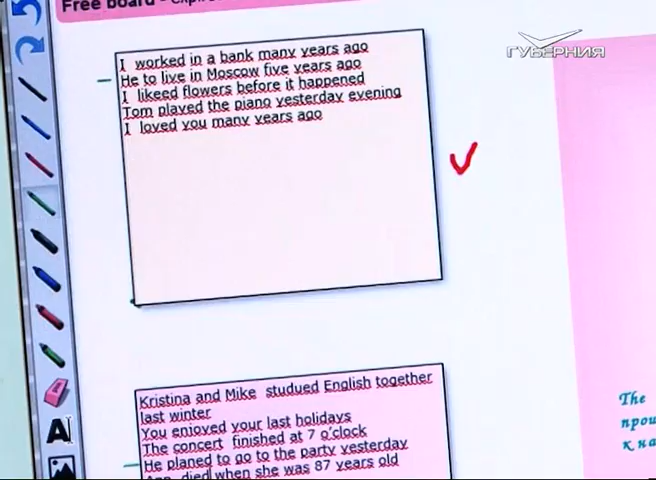 Free board -
ГУБЕРНИЯ
I worked in a bank many years ago
He to live in Moscow five years ago
I likeed flowers before it happened
Tom played the piano yesterday evening
I loved you many years ago
Kristina and Mike studued English together
last winter
You enjoyed your last holidays
The concert finished at 7 o'clock
He planed to go to the party yesterday
died when she was 87 years old
The
A